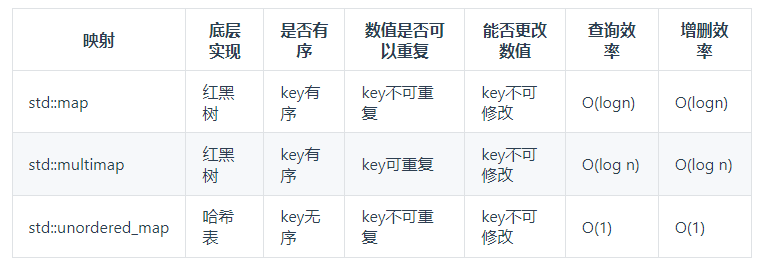 映射 底层实现 是否有序 数值是否可以重复 能否更改数值 查询效率 增删效率
std::map 红黑树 key有序 key不可重复 key不可修改 O(logn) O(logn)
std::multimap 红黑树 key有序 key可重复 key不可修改 O(log n) O(log n)
std::unordered_map 哈希表 key无序 key不可重复 key不可修改 O(1) O(1)